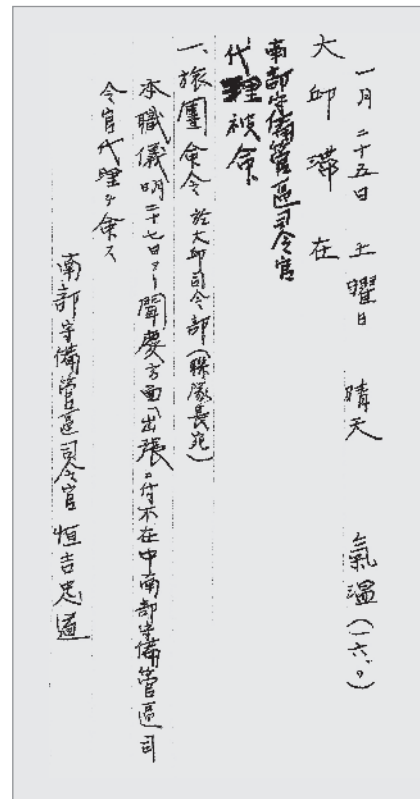 一月二十五日 土曜日 晴天 氣温(一六、〇)
大邱滞在
南部守備管區司令官
代理被命
一、旅團命令 於大邱司令部(聯隊長宛)
本職儀明二十七日ヨリ聞慶方面ヘ出張ニ付不在中南部守備管區司
令官代理ヲ命ス
南部守備管區司令官 恒吉忠道